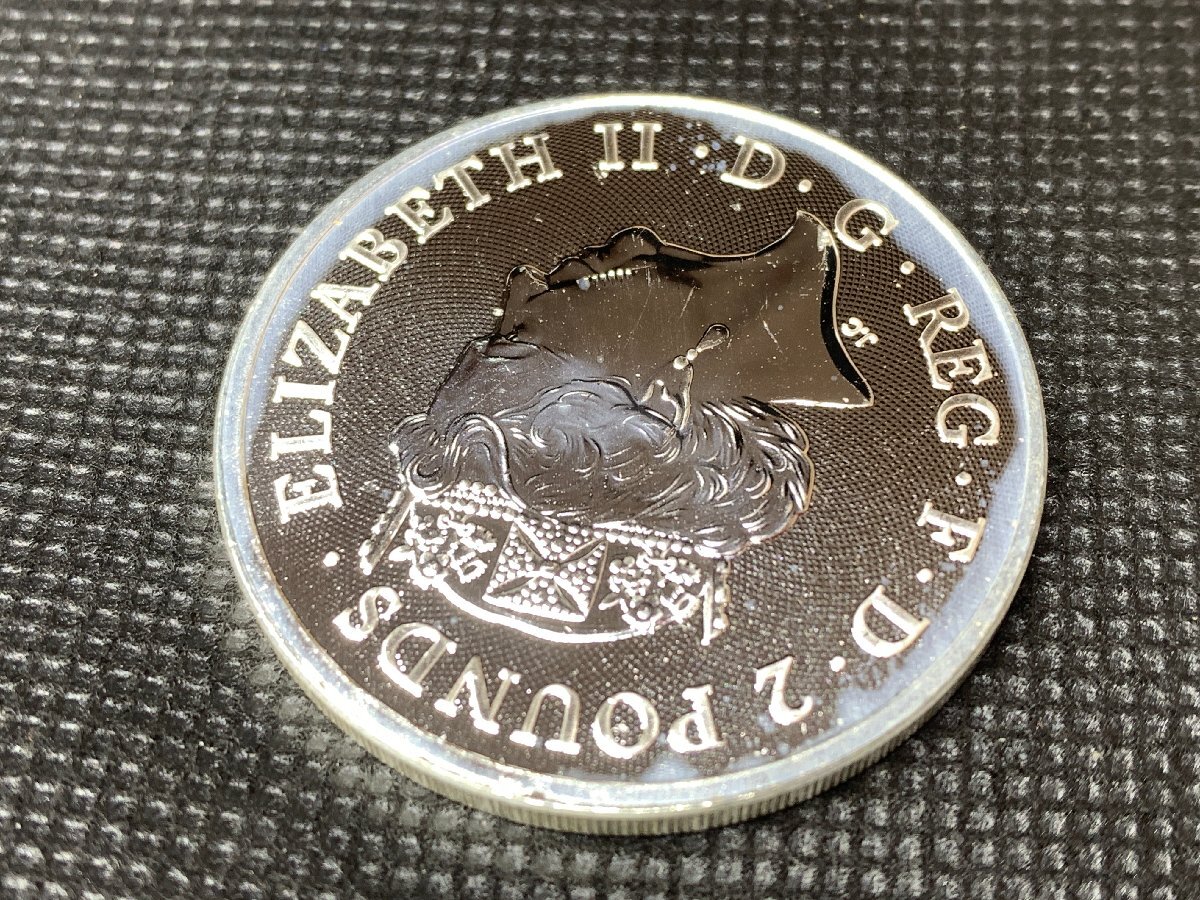 ELIZABETH II · D · G · REG · F · D · 2 POUNDS ·
JC